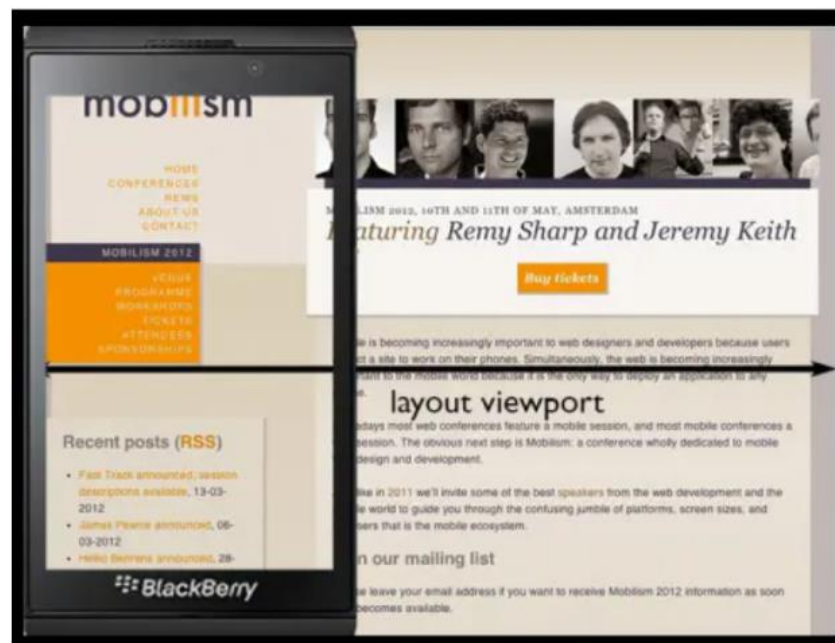 mobilism
HOME
CONFERENCES
NEWS
ABOUT US
CONTACT
MOBILISM 2012
VENUE
PROGRAMME
WORKSHOPS
TICKETS
ATTENDEES
SPONSORSHIPS
Recent posts (RSS)
Fast Track announced, session
descriptions available, 13-03-
2012
James Pearce announced, 06-
03-2012
announced, 28-
BlackBerry
LISM 2012, 10TH AND 11TH OF MAY, AMSTERDAM
Featuring Remy Sharp and Jeremy Keith
Buy tickets
le is becoming increasingly important to web designers and developers because users
ct a site to work on their phones. Simultaneously, the web is becoming increasingly
rtant to the mobile world because it is the only way to deploy an application to any
layout viewport
adays most web conferences feature a mobile session, and most mobile conferences a
session. The obvious next step is Mobilism: a conference wholly dedicated to mobile
design and development.
like in 2011 we'll invite some of the best speakers from the web development and the
le world to guide you through the confusing jumble of platforms, screen sizes, and
sers that is the mobile ecosystem.
n our mailing list
se leave your email address if you want to receive Mobilism 2012 information as soon
becomes available.